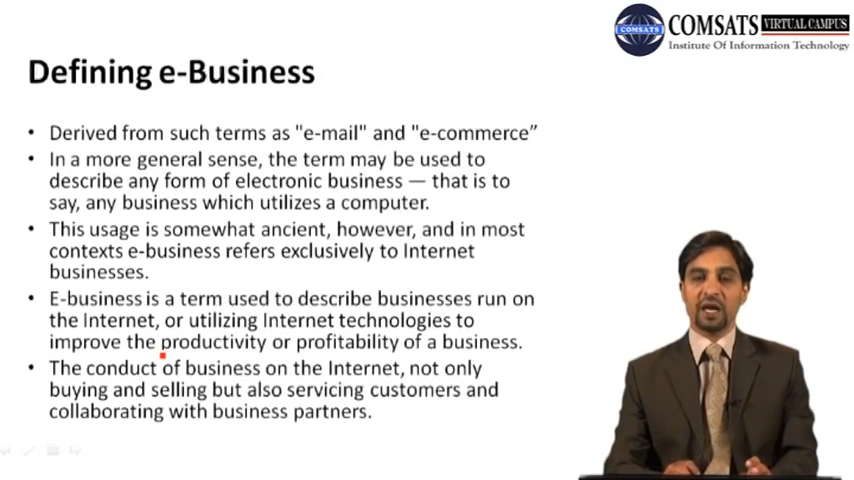 COMSATS VIRTUAL CAMPUS
COMSATS
Institute Of Information Technology
Defining e-Business
• Derived from such terms as "e-mail" and "e-commerce”
• In a more general sense, the term may be used to
describe any form of electronic business — that is to
say, any business which utilizes a computer.
• This usage is somewhat ancient, however, and in most
contexts e-business refers exclusively to Internet
businesses.
• E-business is a term used to describe businesses run on
the Internet, or utilizing Internet technologies to
improve the productivity or profitability of a business.
• The conduct of business on the Internet, not only
buying and selling but also servicing customers and
collaborating with business partners.